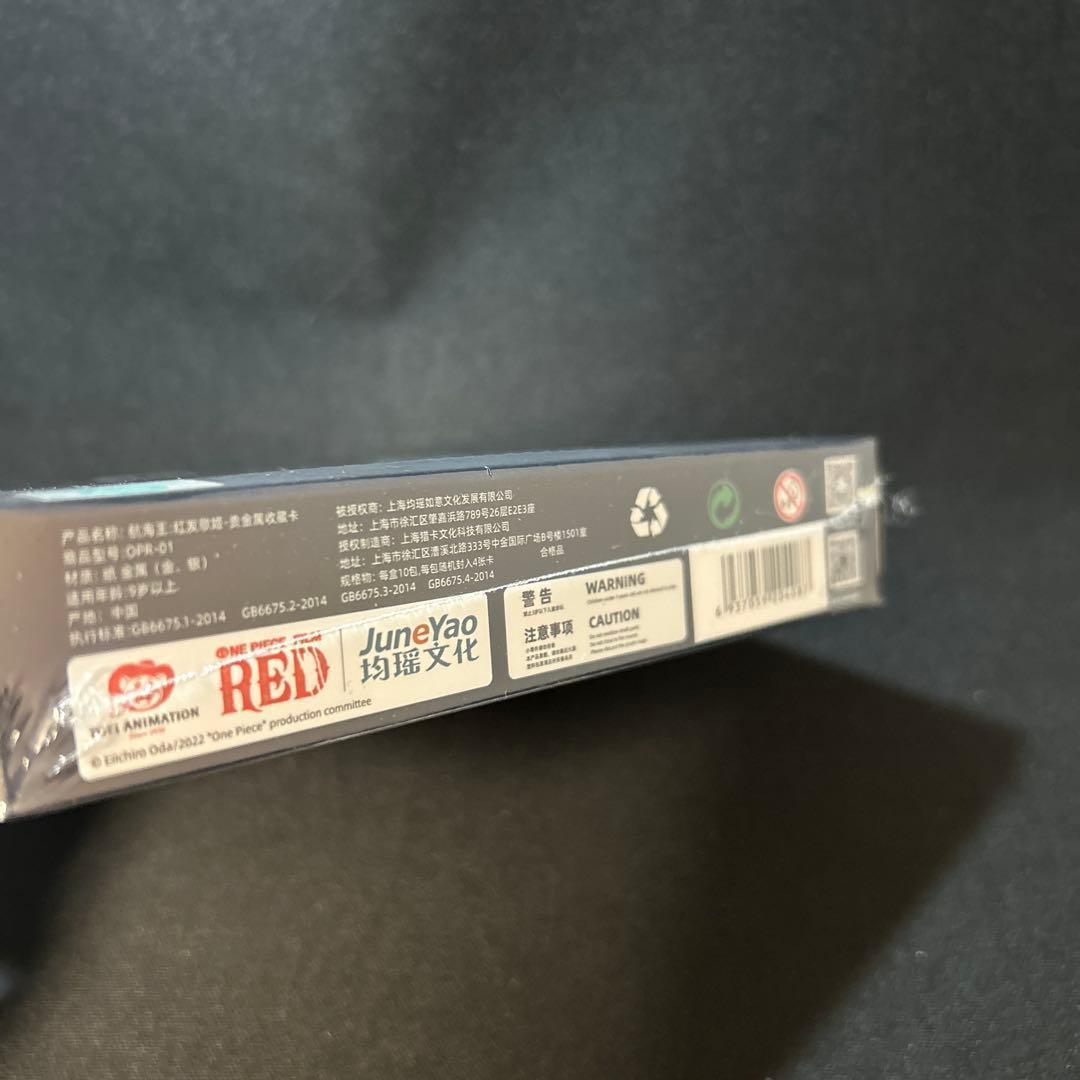 产品名称: 航海王:红发歌姬-贵金属收藏卡
商品型号:OPR-01
材质: 纸 金属 (金、银)
适用年龄:9岁以上
产地: 中国
执行标准:GB6675.1-2014 GB6675.2-2014
被授权商: 上海均瑶如意文化发展有限公司
地址: 上海市徐汇区肇嘉浜路789号26层E2E3座
授权制造商: 上海猎卡文化科技有限公司
地址: 上海市徐汇区漕溪北路333号中金国际广场B号楼1501室
规格物: 每盒10包,每包随机封入4张卡 合格品
GB6675.3-2014 GB6675.4-2014
TOEI ANIMATION
ONE PIECE FILM
RED
JuneYao
均瑶文化
© Eiichiro Oda/2022 "One Piece" production committee
警告
WARNING
注意事项
CAUTION